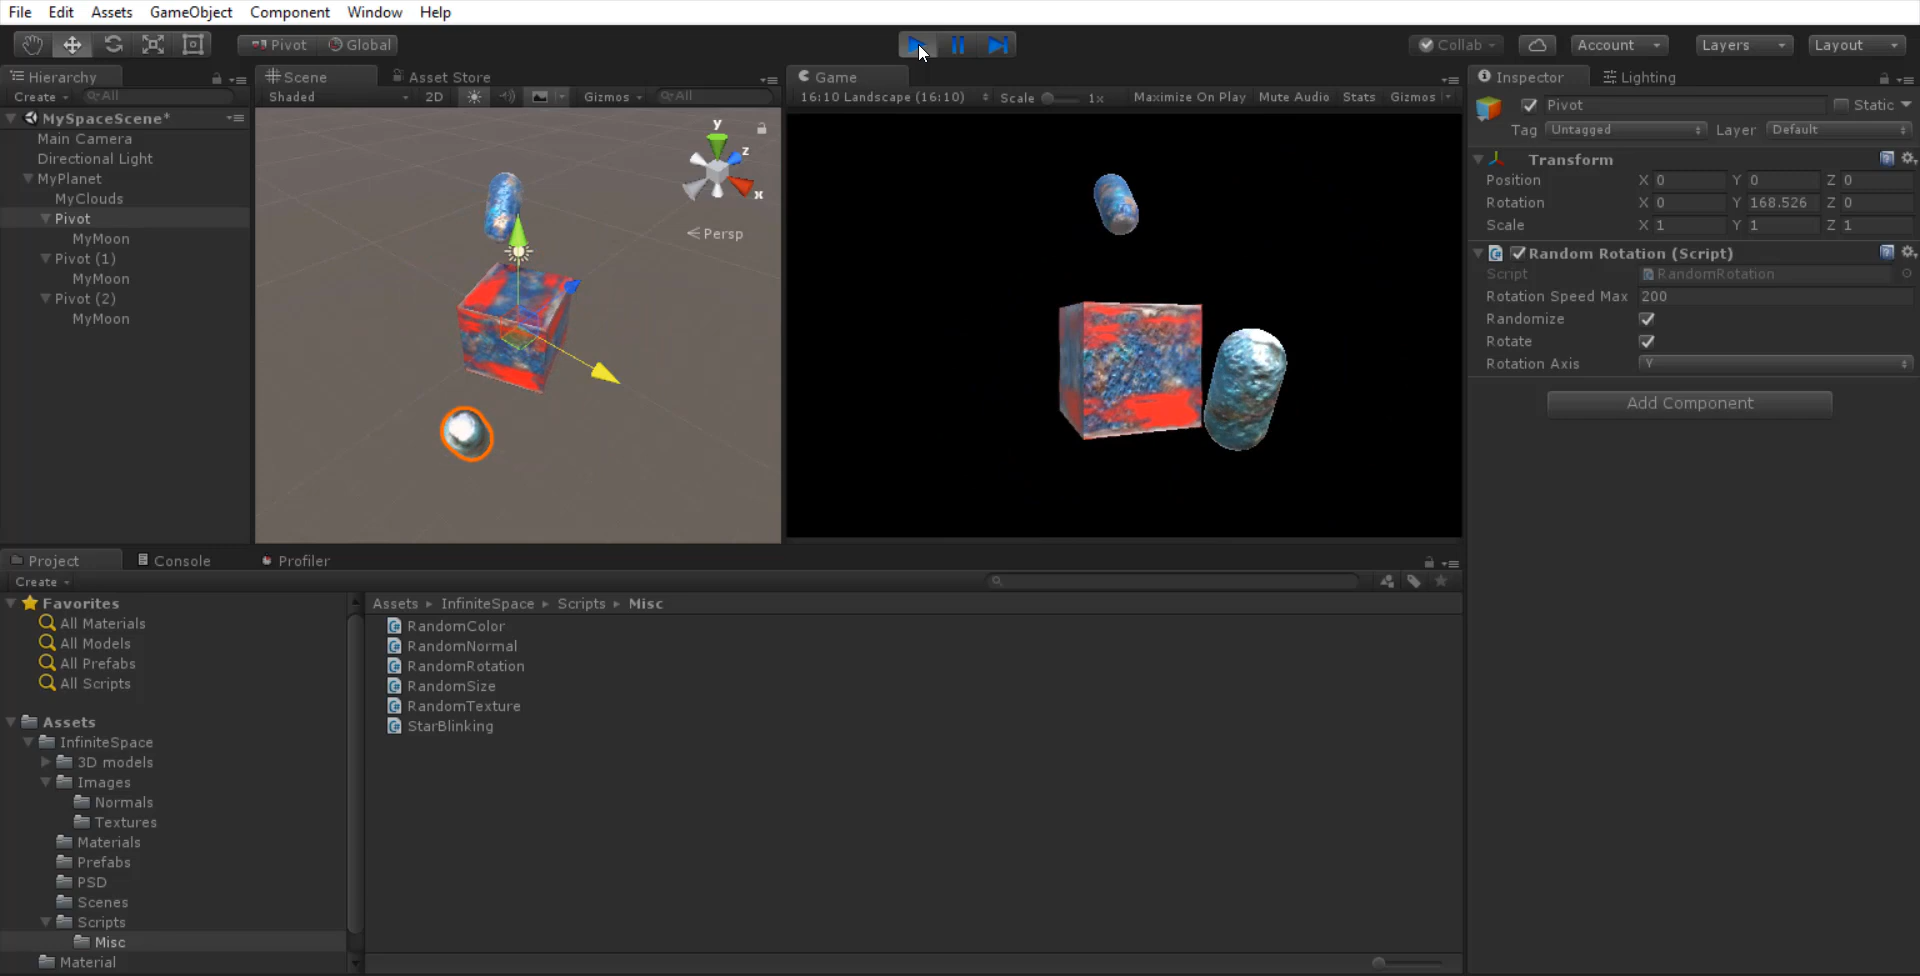 File Edit Assets GameObject Component Window Help
Pivot Global Collab Account Layers Layout
Hierarchy
Create All
MySpaceScene*
Main Camera
Directional Light
MyPlanet
MyClouds
Pivot
MyMoon
Pivot (1)
MyMoon
Pivot (2)
MyMoon
Scene Asset Store
Shaded 2D Gizmos All
y
z
x
Persp
Game
16:10 Landscape (16:10) Scale 1x Maximize On Play Mute Audio Stats Gizmos
Inspector Lighting
Pivot Static
Tag Untagged Layer Default
Transform
Position X 0 Y 0 Z 0
Rotation X 0 Y 168.526 Z 0
Scale X 1 Y 1 Z 1
Random Rotation (Script)
Script RandomRotation
Rotation Speed Max 200
Randomize
Rotate
Rotation Axis Y
Add Component
Project Console Profiler
Create
Favorites
All Materials
All Models
All Prefabs
All Scripts
Assets
InfiniteSpace
3D models
Images
Normals
Textures
Materials
Prefabs
PSD
Scenes
Scripts
Misc
Material
Assets InfiniteSpace Scripts Misc
RandomColor
RandomNormal
RandomRotation
RandomSize
RandomTexture
StarBlinking